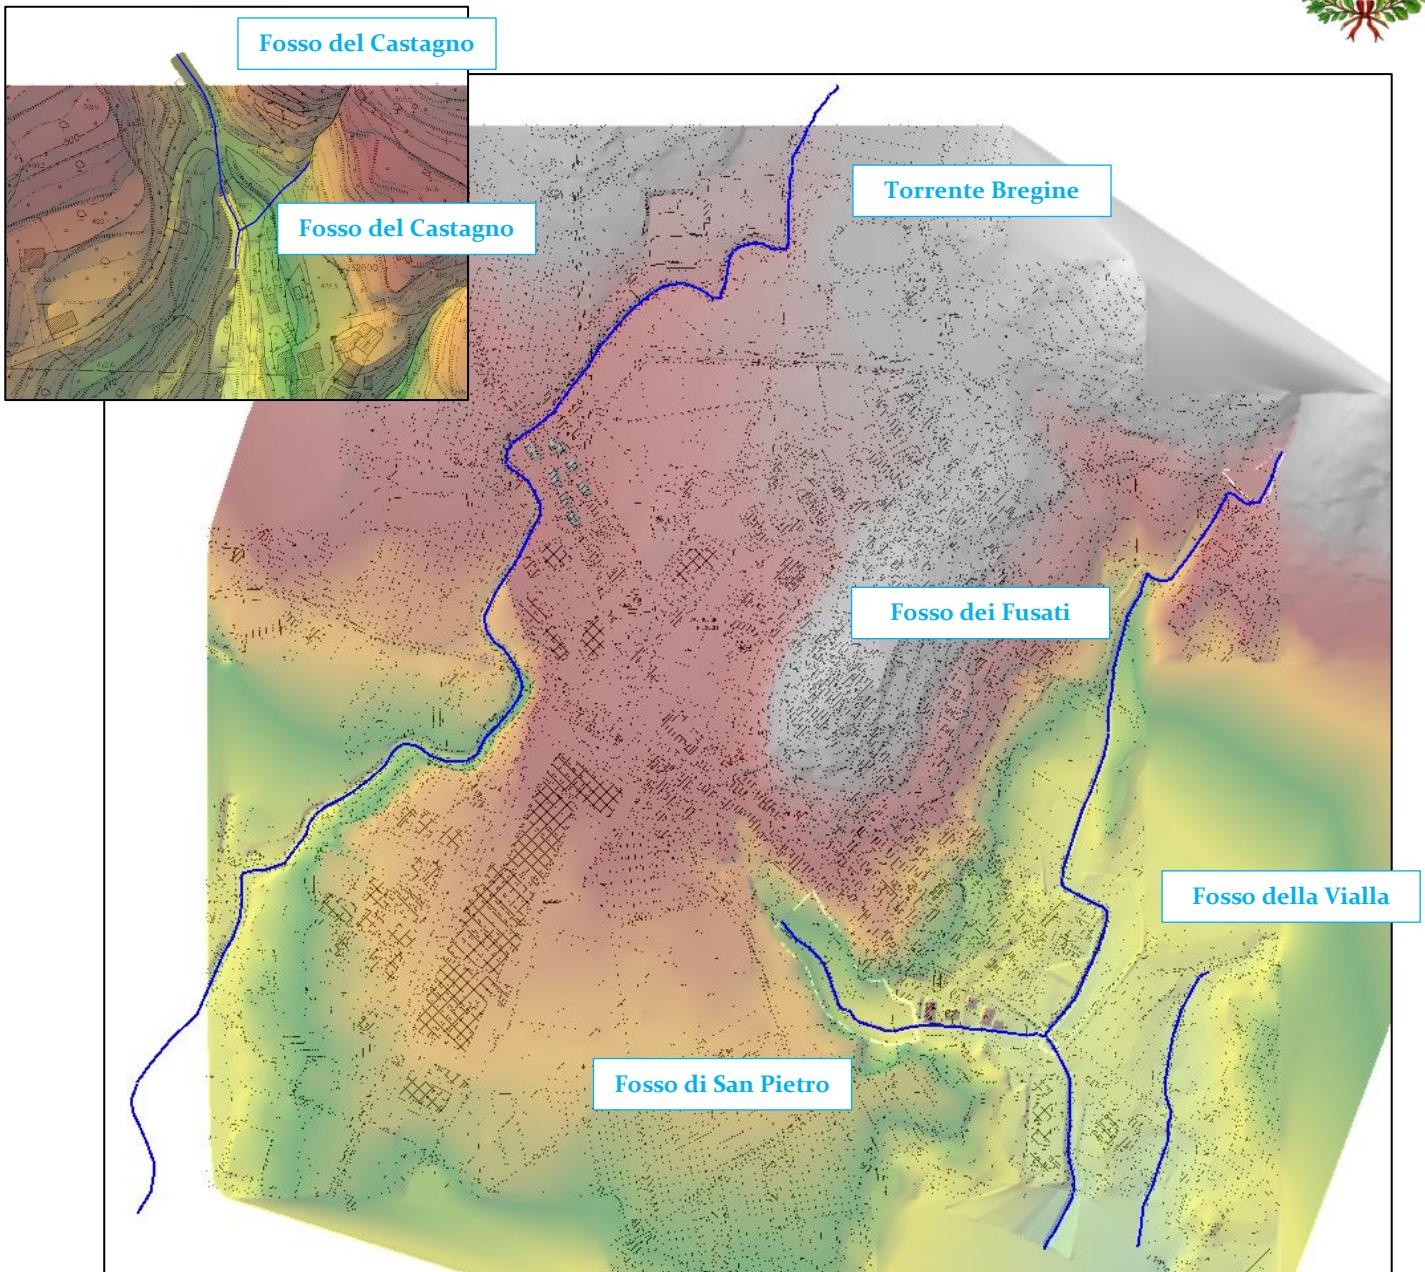 Fosso del Castagno
Fosso del Castagno
Torrente Bregine
Fosso dei Fusati
Fosso della Vialla
Fosso di San Pietro